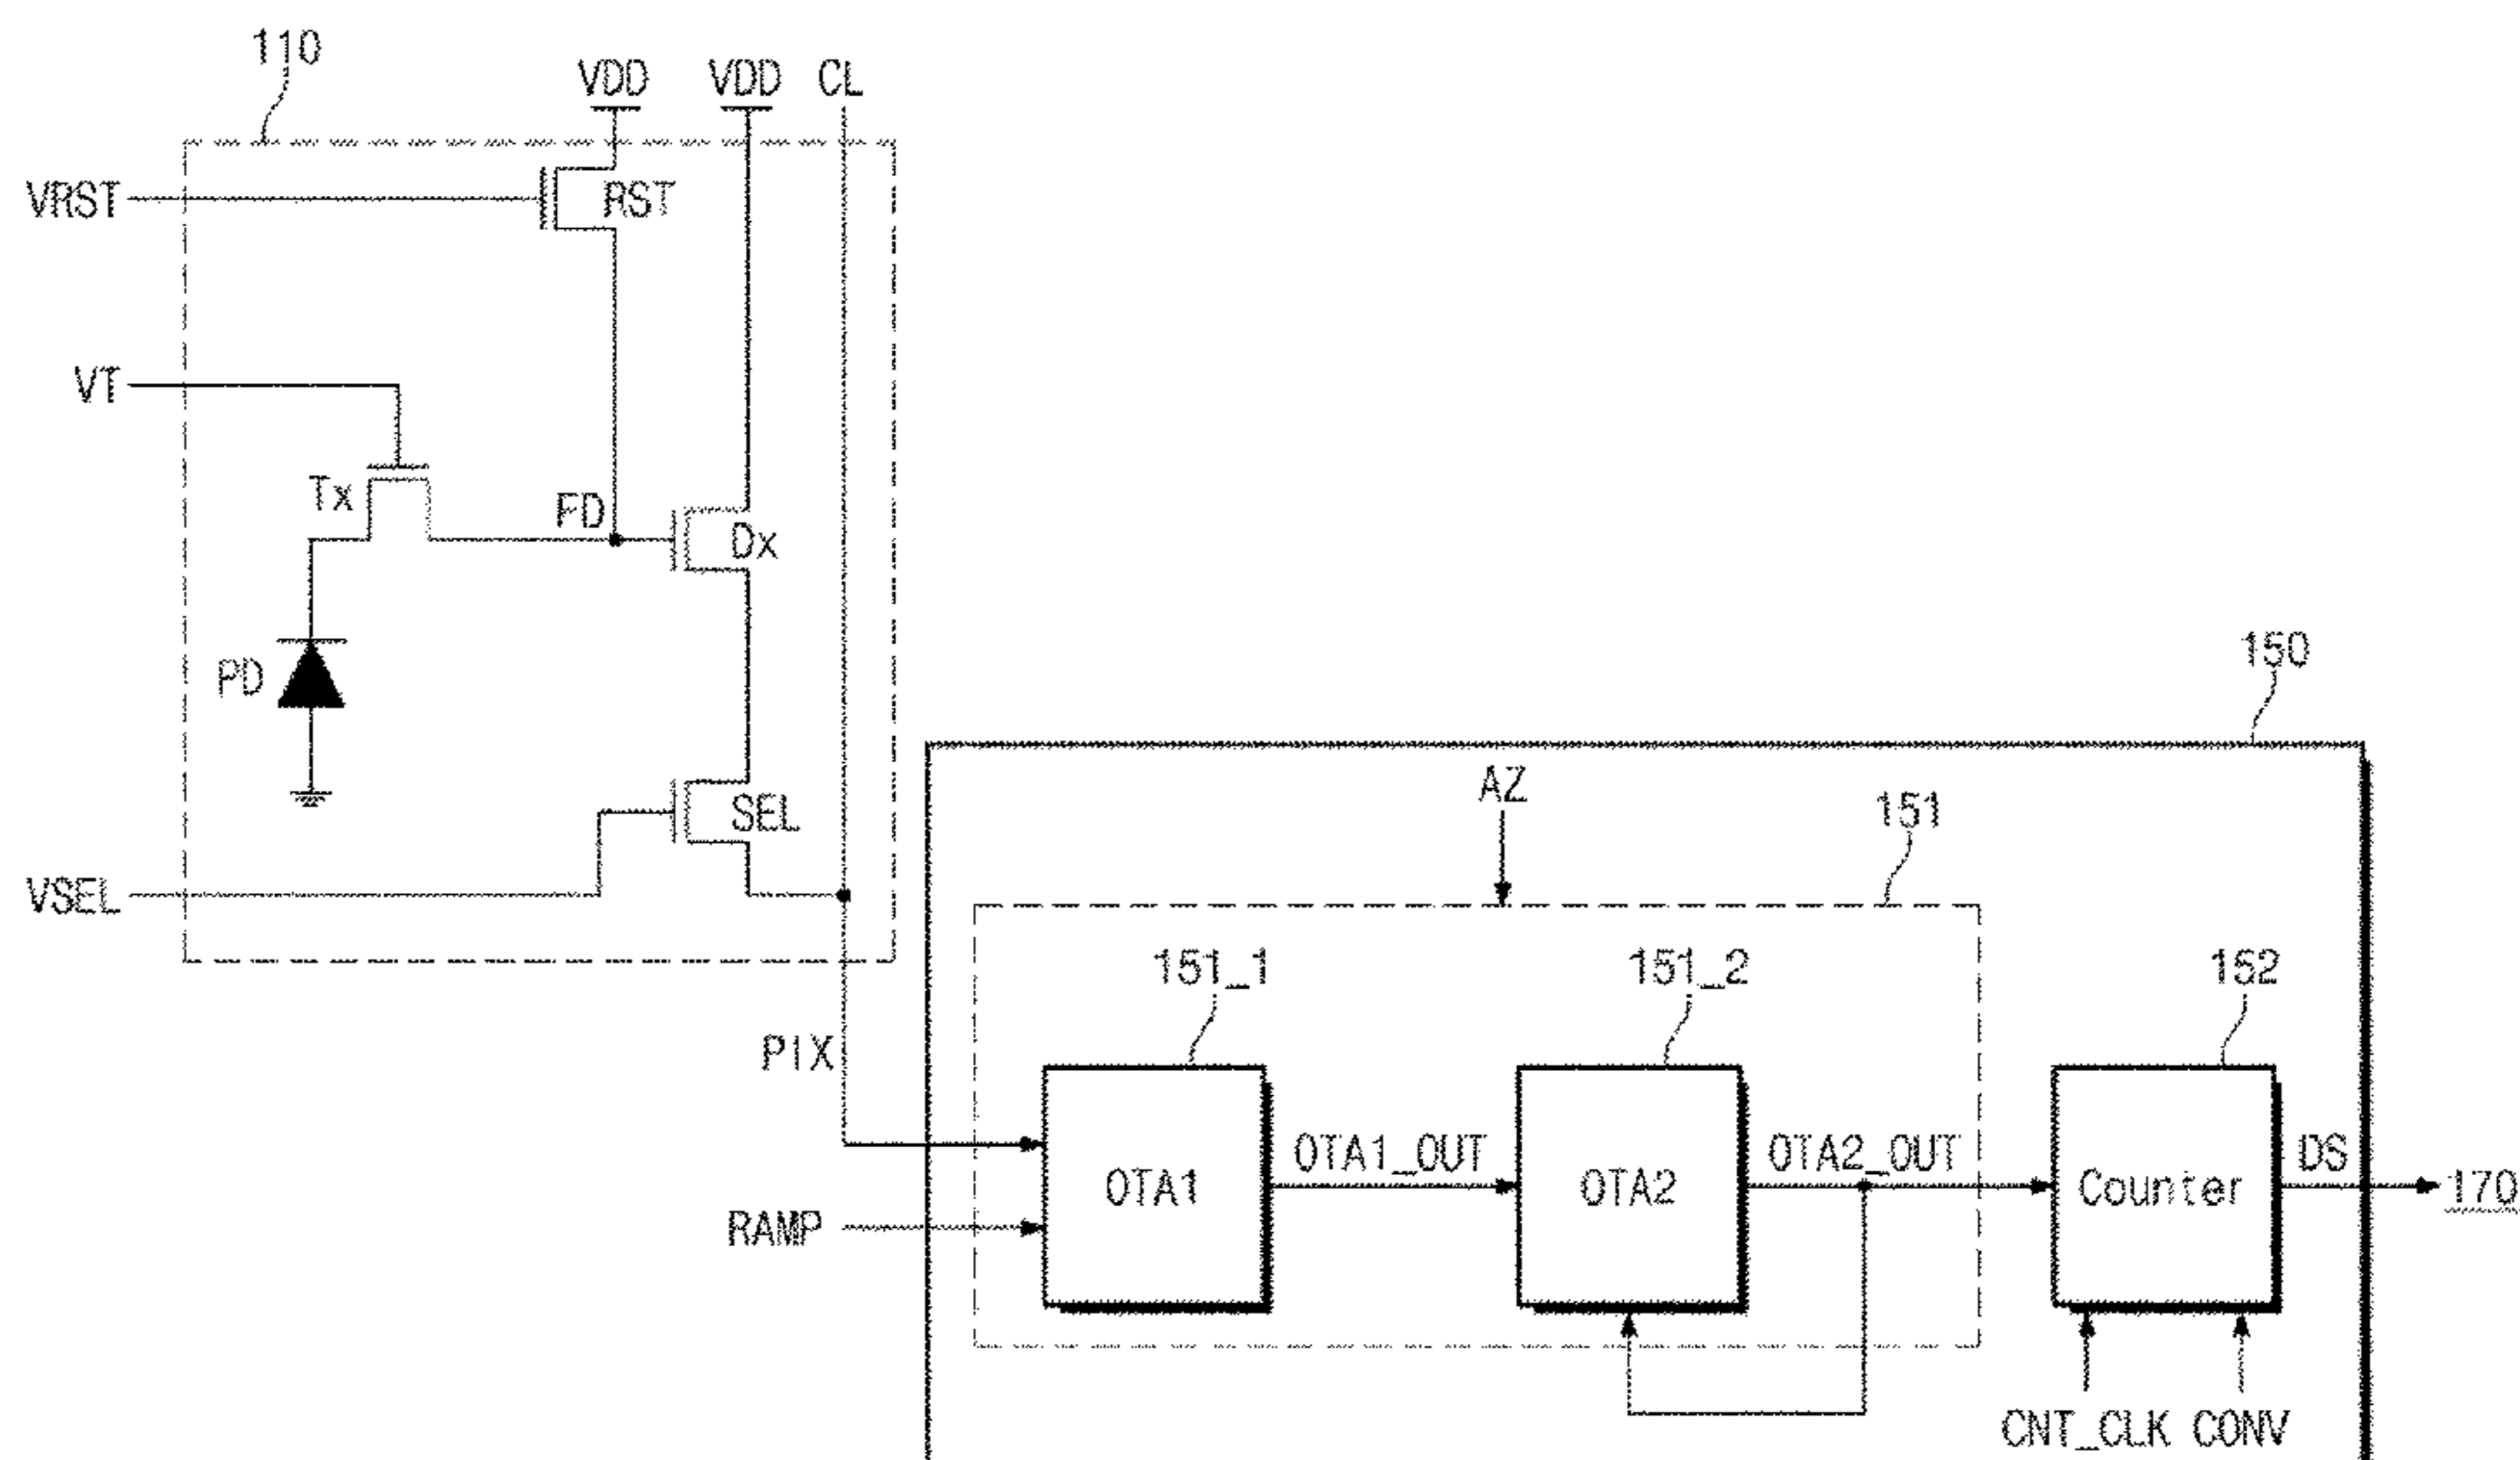 110
VDD
VDD
CL
VRST
RST
VT
Tx
FD
Dx
PD
150
SEL
AZ
151
VSEL
151_1
151_2
152
PIX
OTA1_OUT
OTA2_OUT
DS
OTA1
OTA2
Counter
170
RAMP
CNT_CLK
CONV